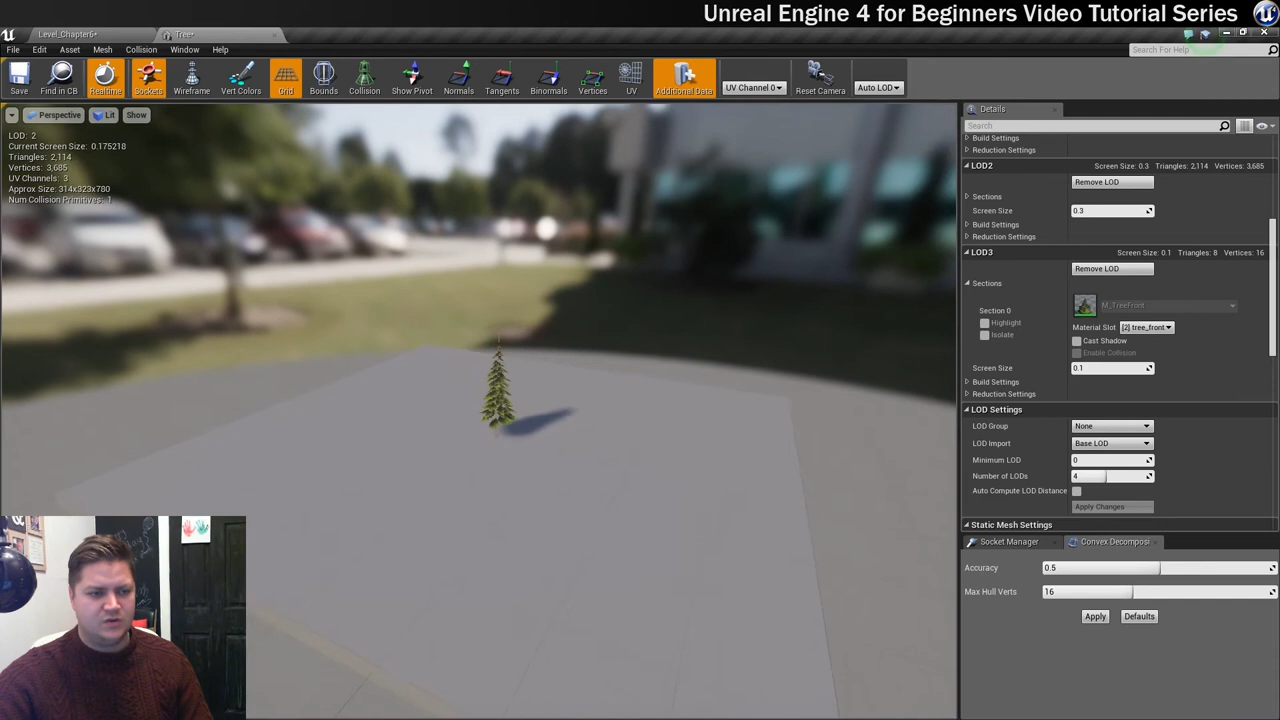 Unreal Engine 4 for Beginners Video Tutorial Series
Level_Chapter6* Tree*
File Edit Asset Mesh Collision Window Help
Search For Help
Save Find in CB Realtime Sockets Wireframe Vert Colors Grid Bounds Collision Show Pivot Normals Tangents Binormals Vertices UV Additional Data UV Channel 0 Reset Camera Auto LOD
Perspective Lit Show
LOD: 2
Current Screen Size: 0.175218
Triangles: 2,114
Vertices: 3,685
UV Channels: 3
Approx Size: 314x323x780
Num Collision Primitives: 1
Details
Search
Build Settings
Reduction Settings
LOD2 Screen Size: 0.3 Triangles: 2,114 Vertices: 3,685
Remove LOD
Sections
Screen Size 0.3
Build Settings
Reduction Settings
LOD3 Screen Size: 0.1 Triangles: 8 Vertices: 16
Remove LOD
Sections
M_TreeFront
Section 0
Highlight
Isolate
Material Slot [2] tree_front
Cast Shadow
Enable Collision
Screen Size 0.1
Build Settings
Reduction Settings
LOD Settings
LOD Group None
LOD Import Base LOD
Minimum LOD 0
Number of LODs 4
Auto Compute LOD Distance
Apply Changes
Static Mesh Settings
Socket Manager Convex Decomposi
Accuracy 0.5
Max Hull Verts 16
Apply Defaults